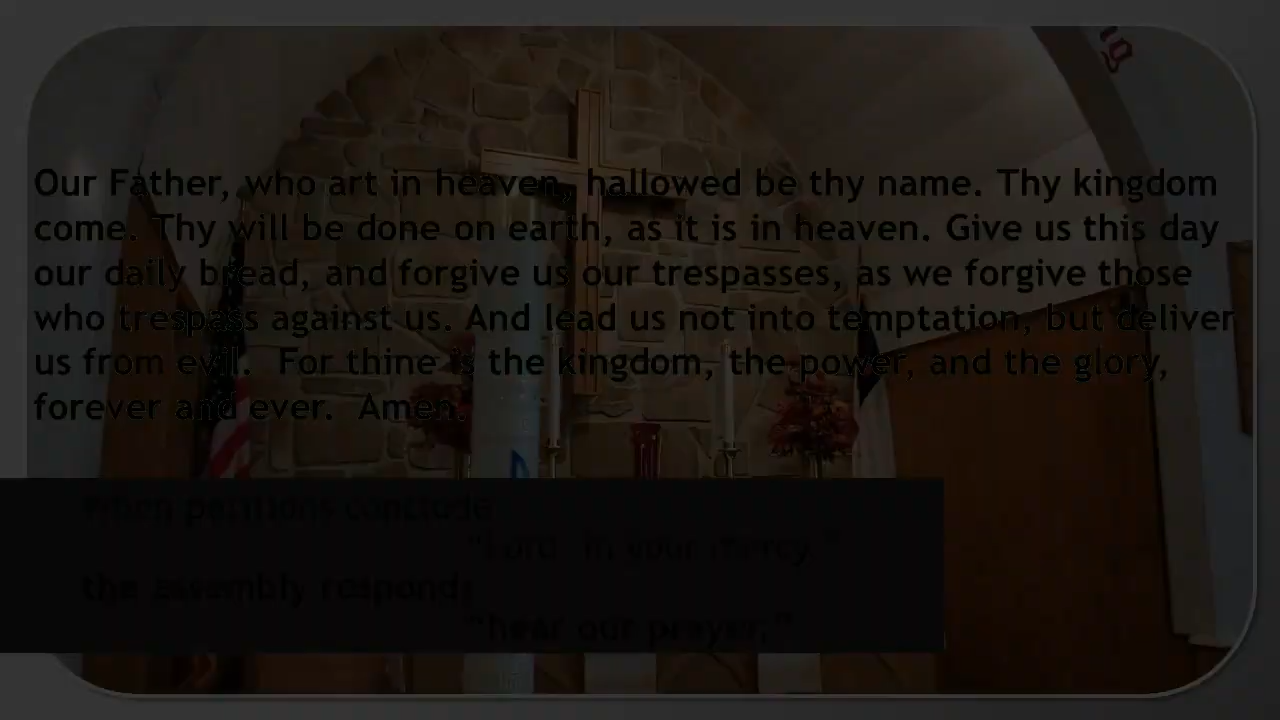 Our Father, who art in heaven, hallowed be thy name. Thy kingdom
come. Thy will be done on earth, as it is in heaven. Give us this day
our daily bread, and forgive us our trespasses, as we forgive those
who trespass against us. And lead us not into temptation, but deliver
us from evil. For thine is the kingdom, the power, and the glory,
forever and ever. Amen.
When petitions conclude
"Lord, in your mercy,"
the assembly responds
"hear our prayer."